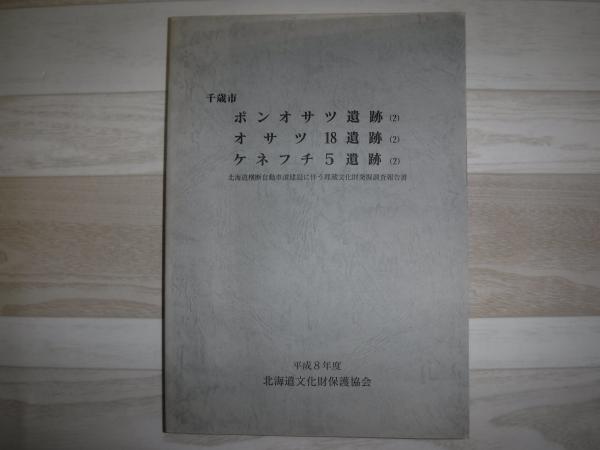 千歳市
ポンオサツ遺跡(2)
オサツ18遺跡(2)
ケネフチ5遺跡(2)
北海道横断自動車道建設に伴う埋蔵文化財発掘調査報告書
平成8年度
北海道文化財保護協会